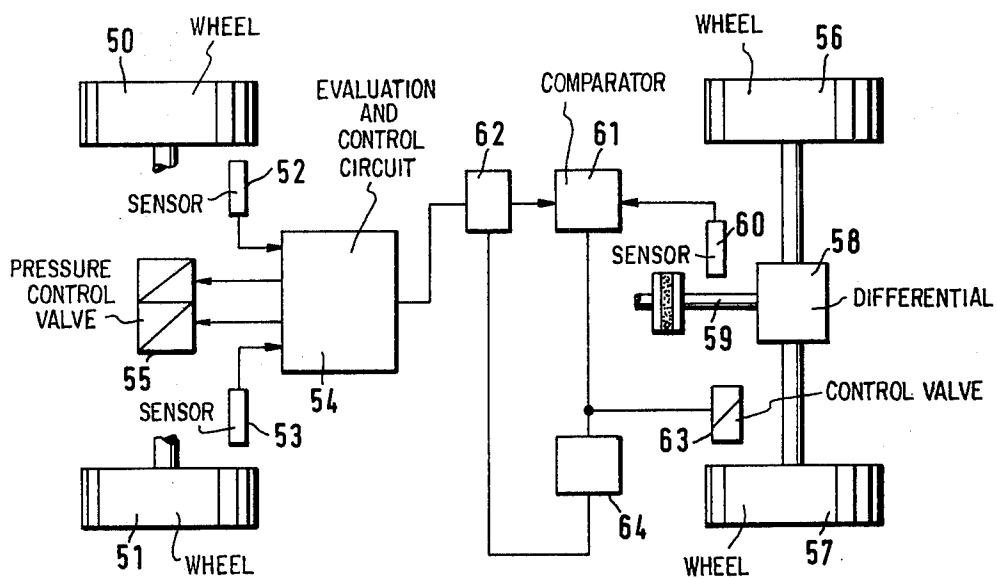 50
WHEEL
WHEEL
56
EVALUATION
AND
CONTROL
CIRCUIT
COMPARATOR
62
61
52
SENSOR
60
SENSOR
58
PRESSURE
CONTROL
VALVE
DIFFERENTIAL
59
55
54
SENSOR
53
CONTROL VALVE
63
64
51
WHEEL
WHEEL
57